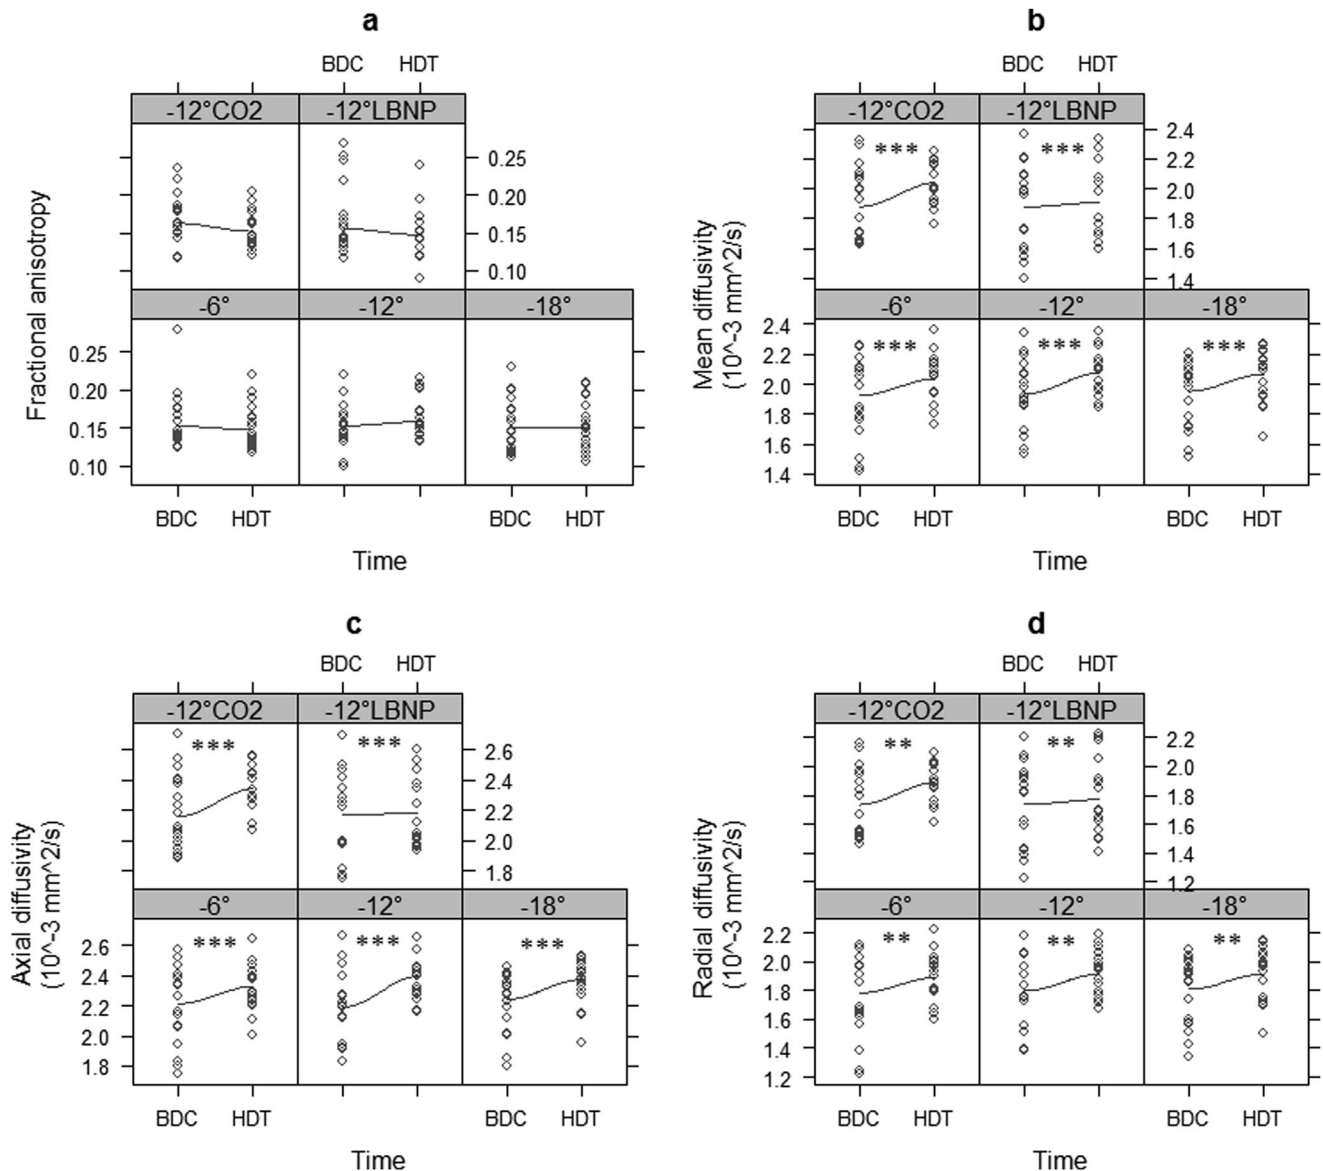 a
BDC HDT
-12°CO2 -12°LBNP
0.25
0.20
0.15
0.10
Fractional anisotropy
-6° -12° -18°
0.25
0.20
0.15
0.10
BDC HDT BDC HDT
Time
b
BDC HDT
-12°CO2 -12°LBNP
*** ***
2.4
2.2
2.0
1.8
1.6
1.4
Mean diffusivity
(10^-3 mm^2/s)
-6° -12° -18°
*** *** ***
2.4
2.2
2.0
1.8
1.6
1.4
BDC HDT BDC HDT
Time
c
BDC HDT
-12°CO2 -12°LBNP
*** ***
2.6
2.4
2.2
2.0
1.8
Axial diffusivity
(10^-3 mm^2/s)
-6° -12° -18°
*** *** ***
2.6
2.4
2.2
2.0
1.8
BDC HDT BDC HDT
Time
d
BDC HDT
-12°CO2 -12°LBNP
** **
2.2
2.0
1.8
1.6
1.4
1.2
Radial diffusivity
(10^-3 mm^2/s)
-6° -12° -18°
** ** **
2.2
2.0
1.8
1.6
1.4
1.2
BDC HDT BDC HDT
Time